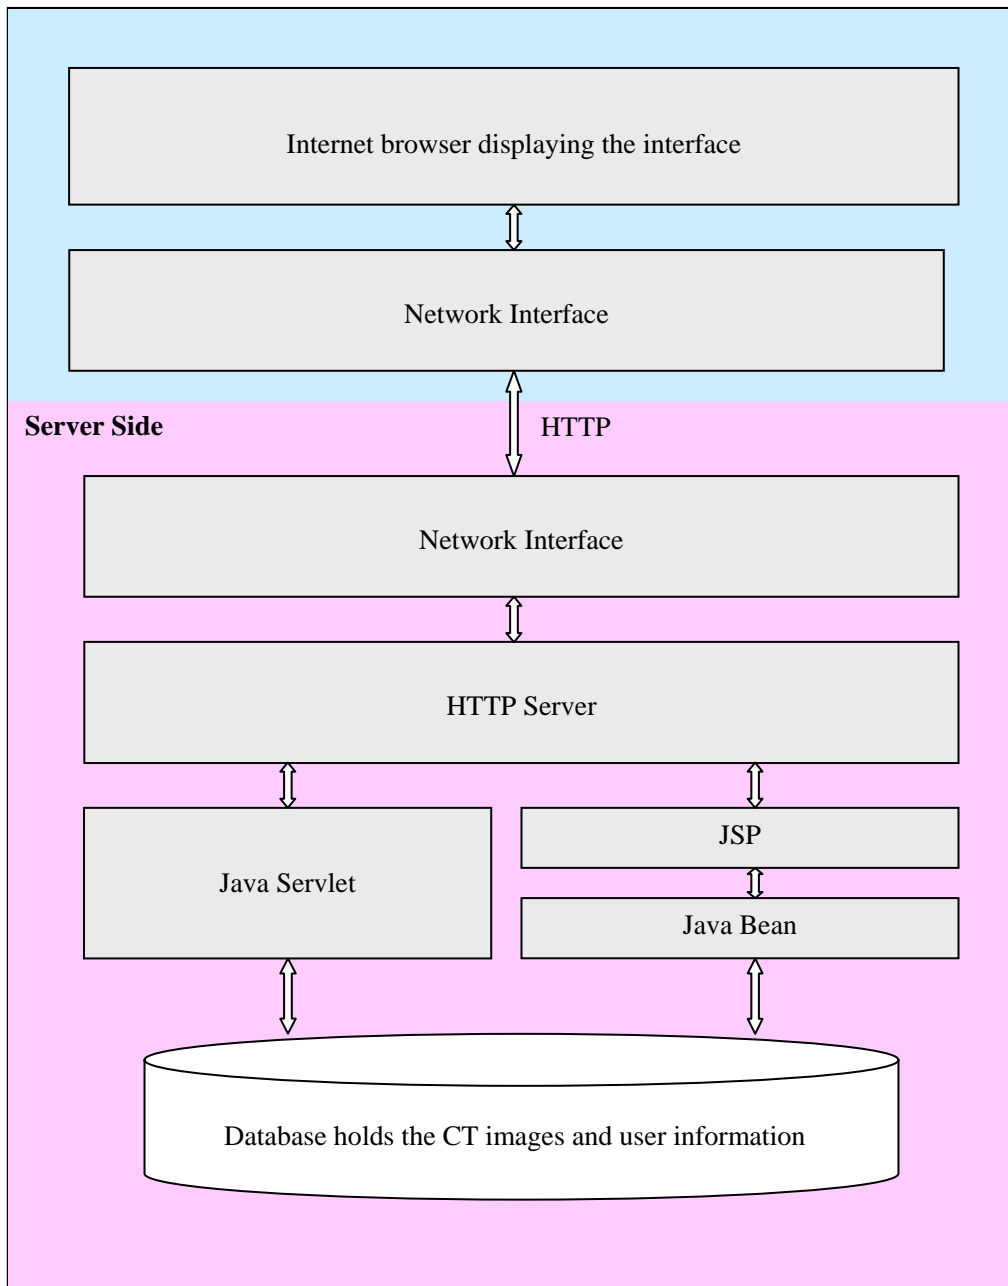 Internet browser displaying the interface
Network Interface
Server Side
HTTP
Network Interface
HTTP Server
Java Servlet
JSP
Java Bean
Database holds the CT images and user information